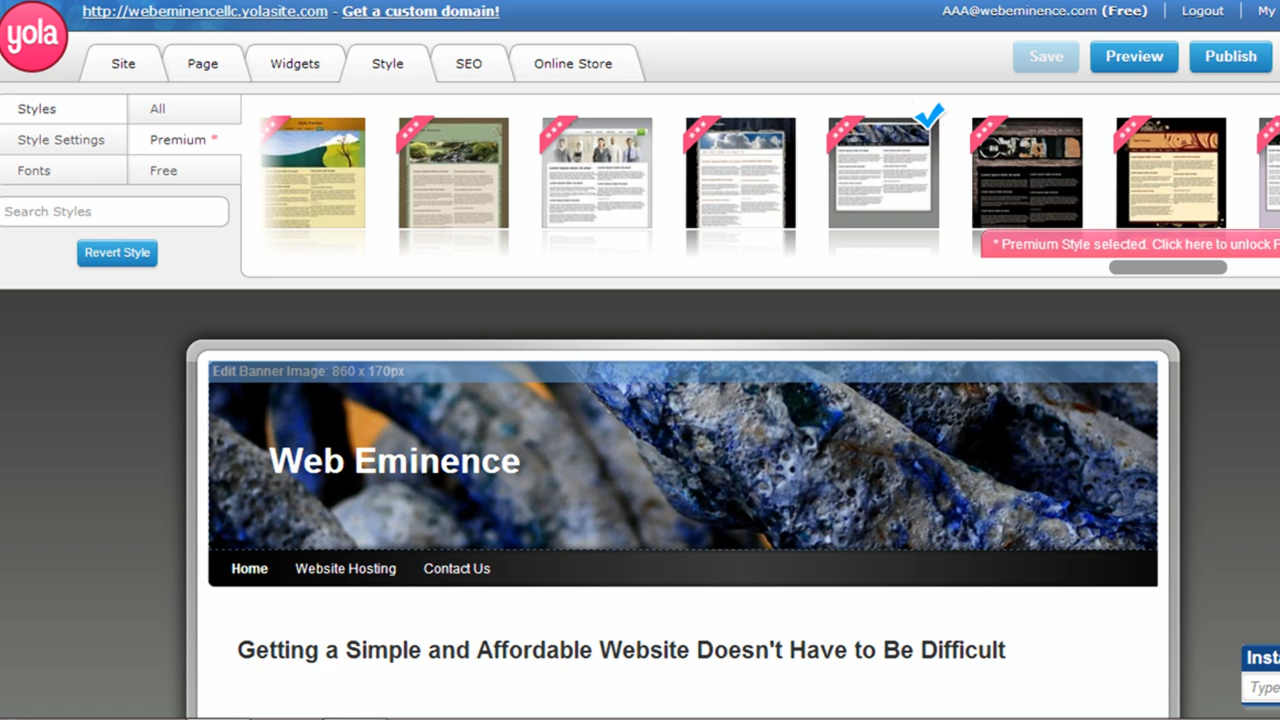 http://webeminencellc.yolasite.com - Get a custom domain!
AAA@webeminence.com (Free) | Logout | My
yola
Site Page Widgets Style SEO Online Store
Save Preview Publish
Styles All
Style Settings Premium *
Fonts Free
Search Styles
Revert Style
* Premium Style selected. Click here to unlock
Edit Banner Image: 860 x 170px
Web Eminence
Home Website Hosting Contact Us
Getting a Simple and Affordable Website Doesn't Have to Be Difficult
Insta
Type